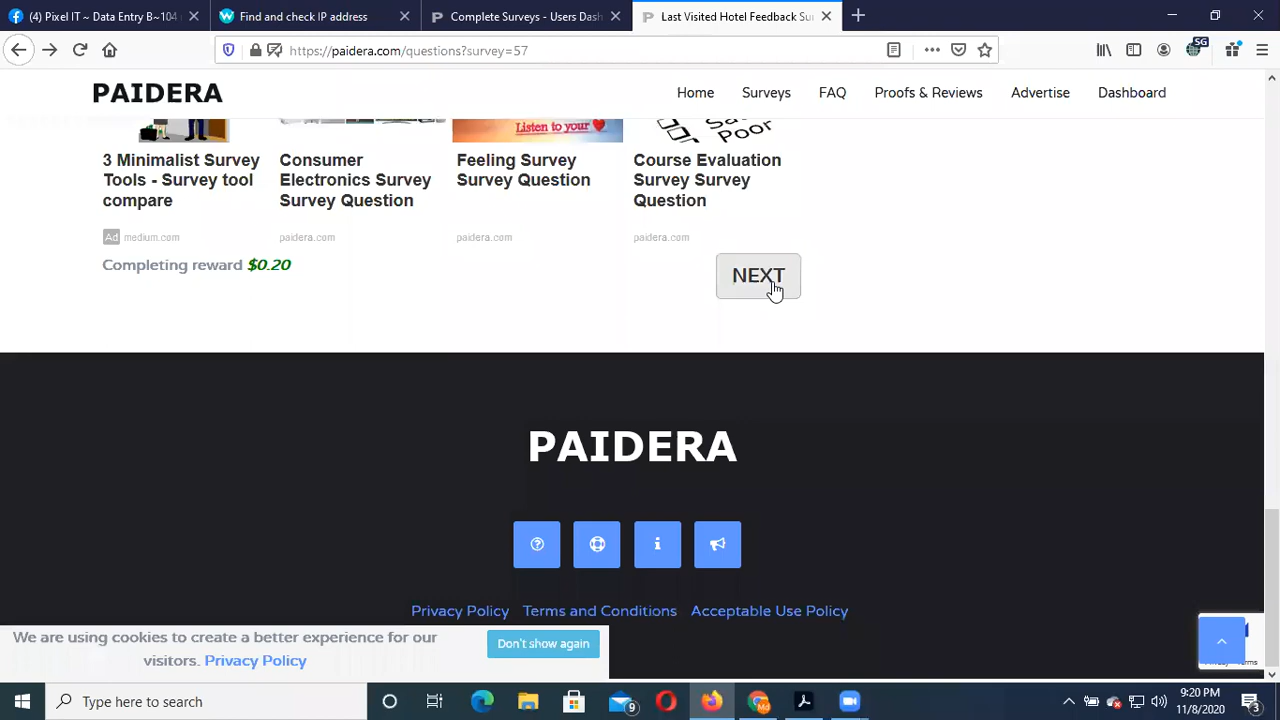 (4) Pixel IT ~ Data Entry B~104
Find and check IP address
Complete Surveys - Users Dash
Last Visited Hotel Feedback Su
https://paidera.com/questions?survey=57
SG
PAIDERA
Home
Surveys
FAQ
Proofs & Reviews
Advertise
Dashboard
Listen to your
Poor
3 Minimalist Survey
Tools - Survey tool
compare
Consumer
Electronics Survey
Survey Question
Feeling Survey
Survey Question
Course Evaluation
Survey Survey
Question
Ad medium.com
paidera.com
paidera.com
paidera.com
Completing reward $0.20
NEXT
PAIDERA
Privacy Policy
Terms and Conditions
Acceptable Use Policy
We are using cookies to create a better experience for our
visitors. Privacy Policy
Don't show again
Type here to search
9
9:20 PM
11/8/2020
3